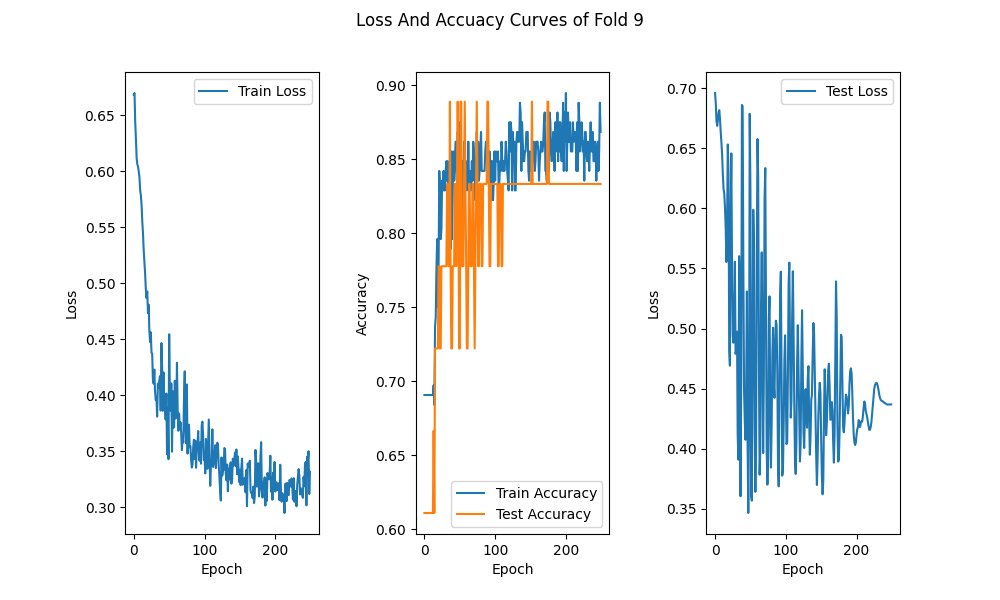 Loss And Accuacy Curves of Fold 9
Train Loss
0.65
0.60
0.55
0.50
0.45
0.40
0.35
0.30
Loss
0
100
200
Epoch
0.90
0.85
0.80
0.75
0.70
0.65
0.60
Accuracy
Train Accuracy
Test Accuracy
0
100
200
Epoch
Test Loss
0.70
0.65
0.60
0.55
0.50
0.45
0.40
0.35
Loss
0
100
200
Epoch